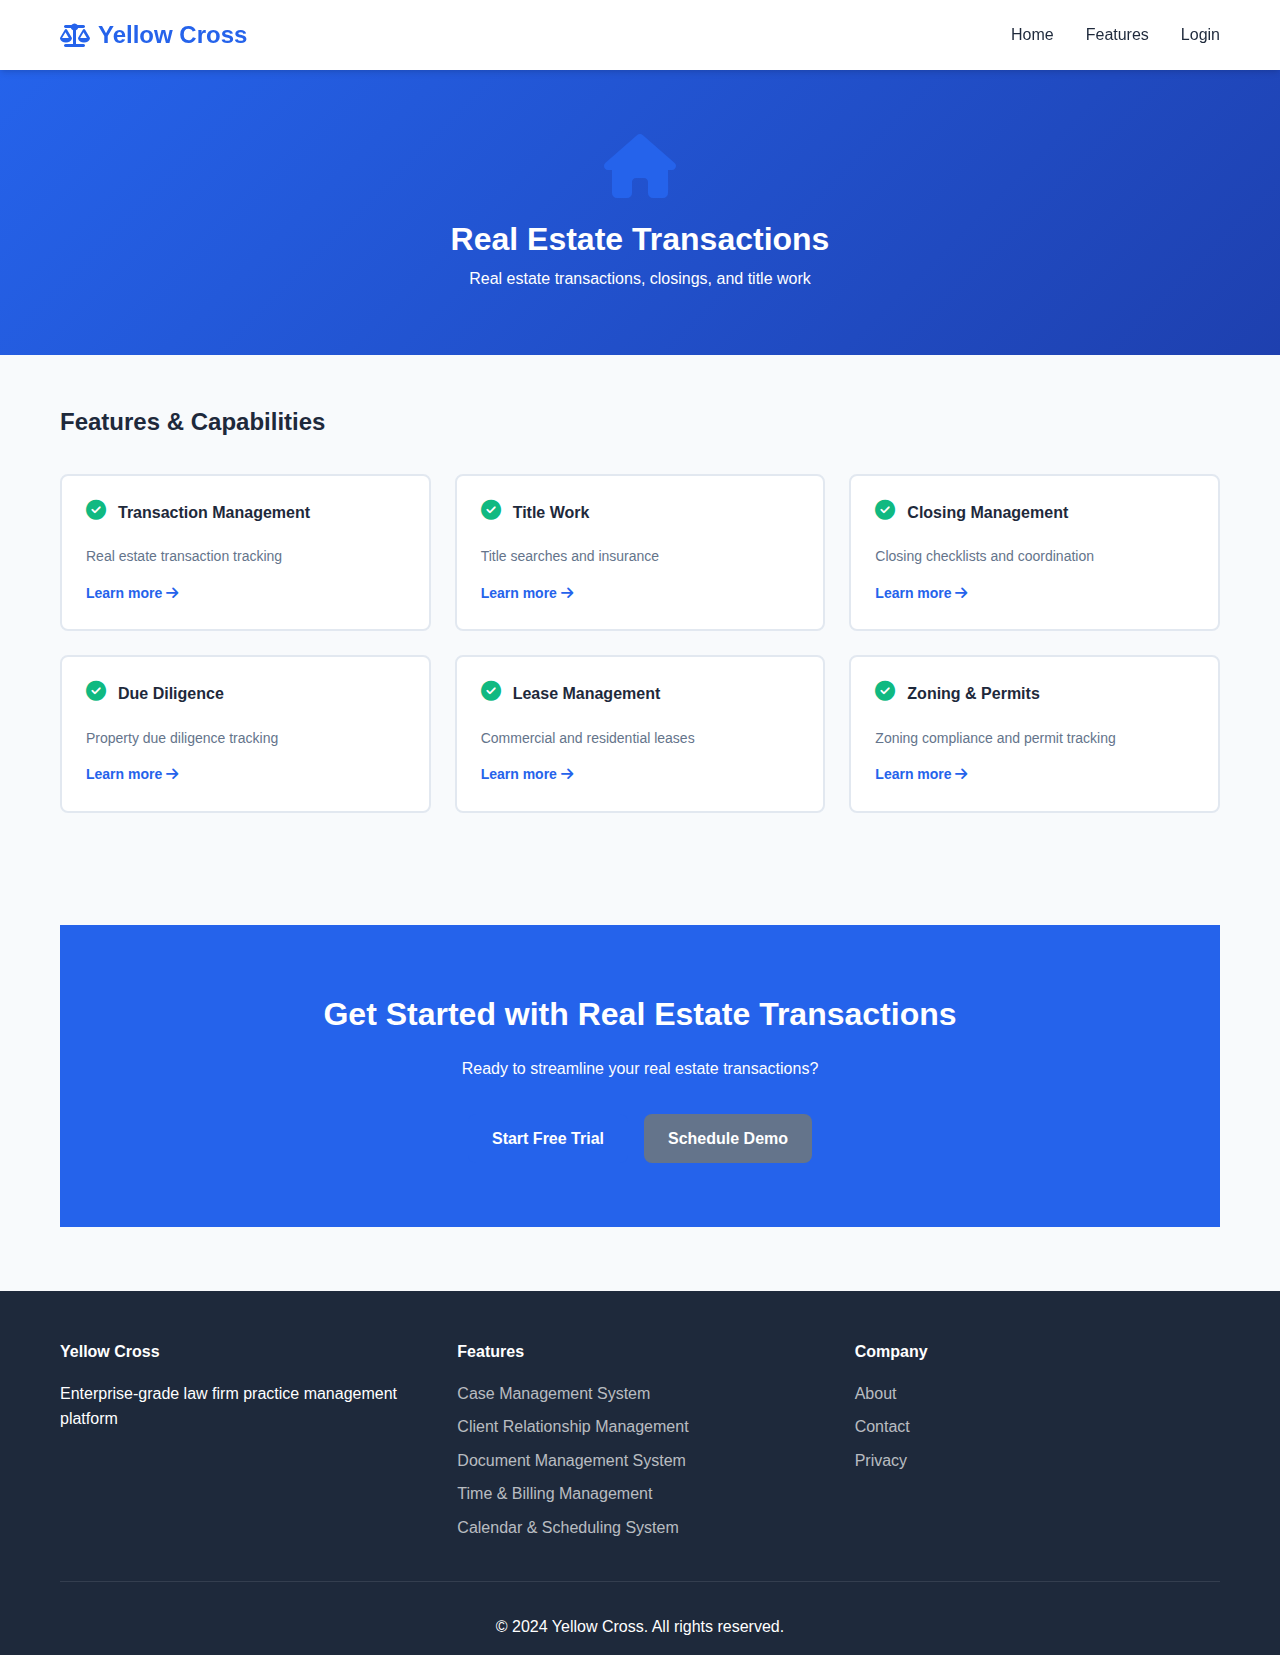 Yellow Cross
Home Features Login
Real Estate Transactions
Real estate transactions, closings, and title work
Features & Capabilities
Transaction Management
Real estate transaction tracking
Learn more
Title Work
Title searches and insurance
Learn more
Closing Management
Closing checklists and coordination
Learn more
Due Diligence
Property due diligence tracking
Learn more
Lease Management
Commercial and residential leases
Learn more
Zoning & Permits
Zoning compliance and permit tracking
Learn more
Get Started with Real Estate Transactions
Ready to streamline your real estate transactions?
Start Free Trial
Schedule Demo
Yellow Cross
Enterprise-grade law firm practice management
platform
Features
Case Management System
Client Relationship Management
Document Management System
Time & Billing Management
Calendar & Scheduling System
Company
About
Contact
Privacy
© 2024 Yellow Cross. All rights reserved.